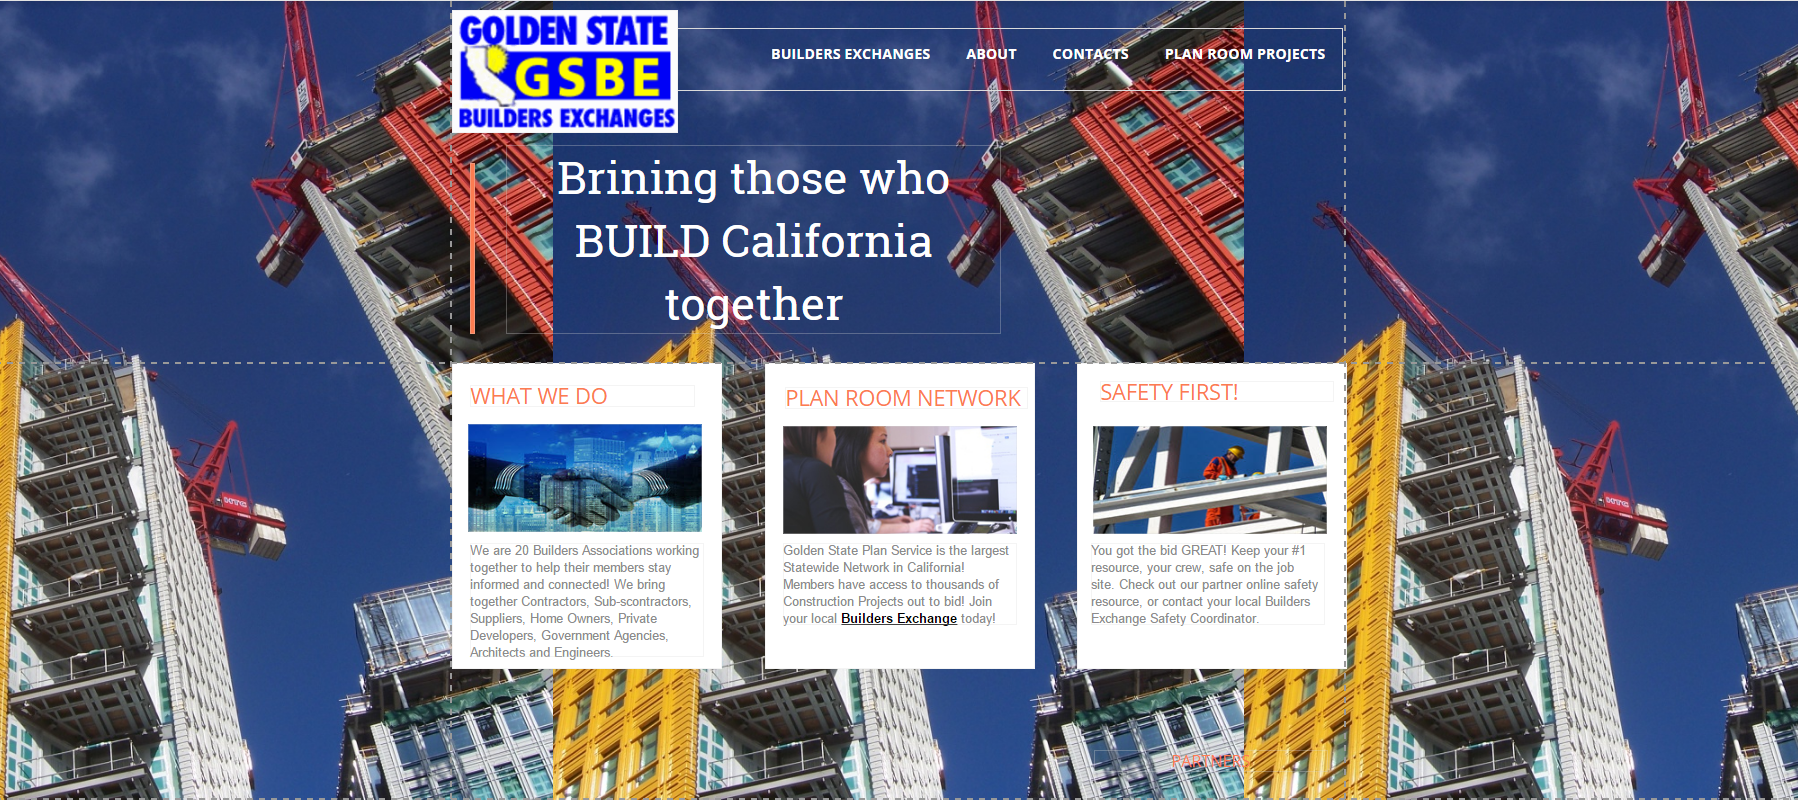 GOLDEN STATE
GSBE
BUILDERS EXCHANGES
BUILDERS EXCHANGES ABOUT CONTACTS PLAN ROOM PROJECTS
Brining those who
BUILD California
together
WHAT WE DO
We are 20 Builders Associations working
together to help their members stay
informed and connected! We bring
together Contractors, Sub-scontractors,
Suppliers, Home Owners, Private
Developers, Government Agencies,
Architects and Engineers.
PLAN ROOM NETWORK
Golden State Plan Service is the largest
Statewide Network in California!
Members have access to thousands of
Construction Projects out to bid! Join
your local Builders Exchange today!
SAFETY FIRST!
You got the bid GREAT! Keep your #1
resource, your crew, safe on the job
site. Check out our partner online safety
resource, or contact your local Builders
Exchange Safety Coordinator.
PARTNERS